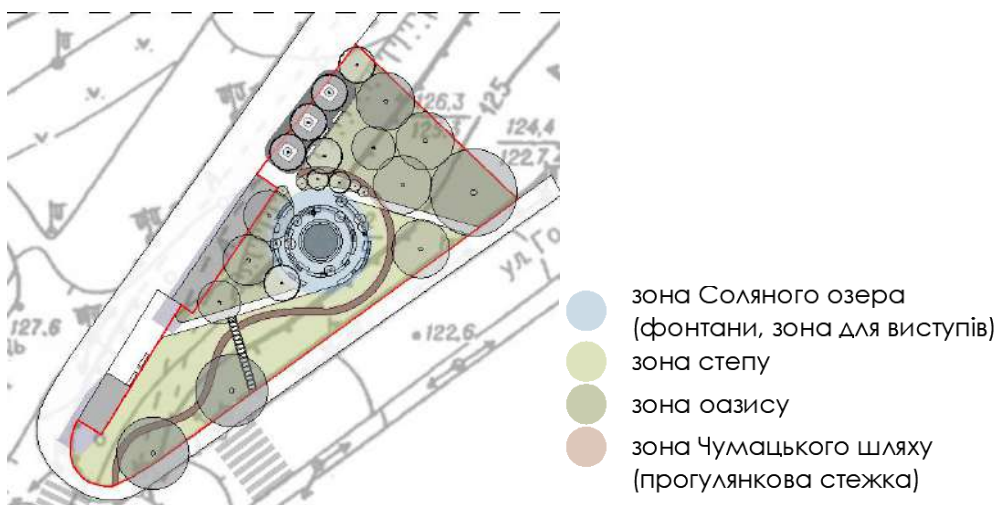 126,3
125
124,4
122,7
ул Го
127.6
122,6
зона Соляного озера
(фонтани, зона для виступів)
зона степу
зона оазису
зона Чумацького шляху
(прогулянкова стежка)